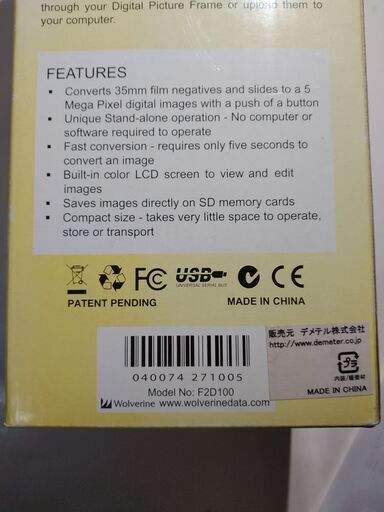 through your Digital Picture Frame or upload them to
your computer.
FEATURES
▪ Converts 35mm film negatives and slides to a 5
Mega Pixel digital images with a push of a button
▪ Unique Stand-alone operation - No computer or
software required to operate
▪ Fast conversion - requires only five seconds to
convert an image
▪ Built-in color LCD screen to view and edit
images
▪ Saves images directly on SD memory cards
▪ Compact size - takes very little space to operate,
store or transport
FC USB CE
UNIVERSAL SERIAL BUS
PATENT PENDING
MADE IN CHINA
040074 271005
Model No: F2D100
Wolverine www.wolverinedata.com
販売元 デメテル株式会社
http://www.demeter.co.jp
プラ
内装/緩衝材
MADE IN CHINA